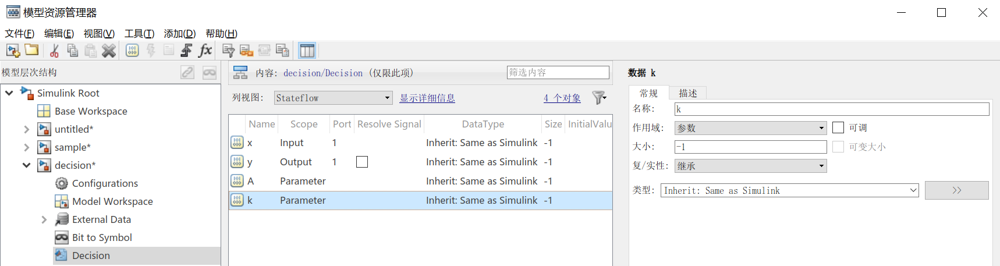 模型资源管理器
文件(F) 编辑(E) 视图(V) 工具(T) 添加(D) 帮助(H)
模型层次结构
Simulink Root
Base Workspace
untitled*
sample*
decision*
Configurations
Model Workspace
External Data
Bit to Symbol
Decision
内容: decision/Decision (仅限此项)
筛选内容
列视图: Stateflow 显示详细信息 4 个对象
Name Scope Port Resolve Signal DataType Size InitialValu
x Input 1 Inherit: Same as Simulink -1
y Output 1 Inherit: Same as Simulink -1
A Parameter Inherit: Same as Simulink -1
k Parameter Inherit: Same as Simulink -1
数据 k
常规 描述
名称: k
作用域: 参数 可调
大小: -1 可变大小
复/实性: 继承
类型: Inherit: Same as Simulink >>